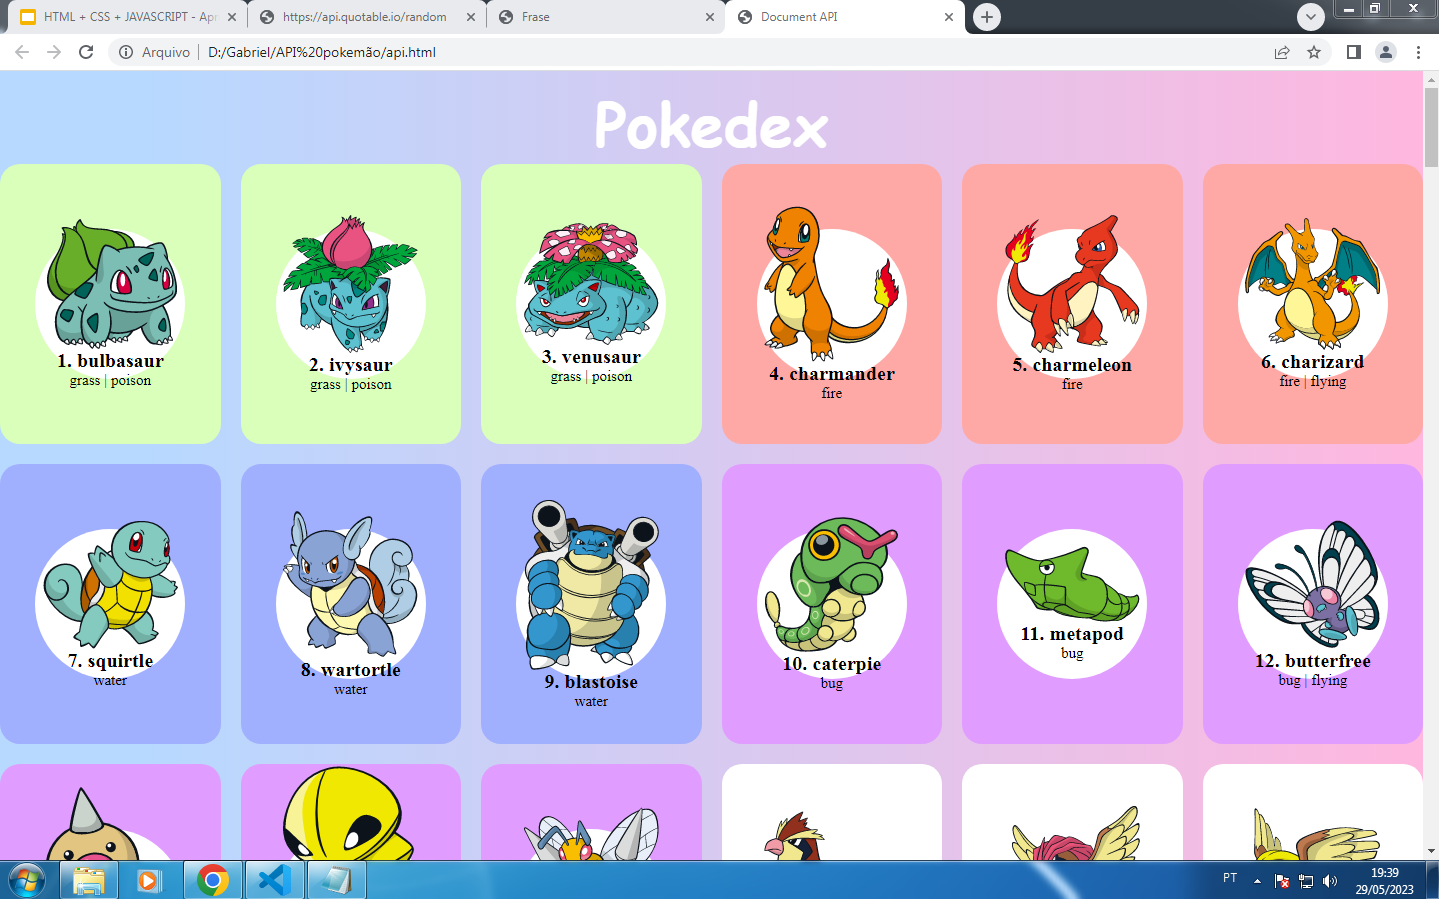 HTML + CSS + JAVASCRIPT - Apr
https://api.quotable.io/random
Frase
Document API
Arquivo
D:/Gabriel/API%20pokemão/api.html
Pokedex
1. bulbasaur
grass | poison
2. ivysaur
grass | poison
3. venusaur
grass | poison
4. charmander
fire
5. charmeleon
fire
6. charizard
fire | flying
7. squirtle
water
8. wartortle
water
9. blastoise
water
10. caterpie
bug
11. metapod
bug
12. butterfree
bug | flying
PT
19:39
29/05/2023